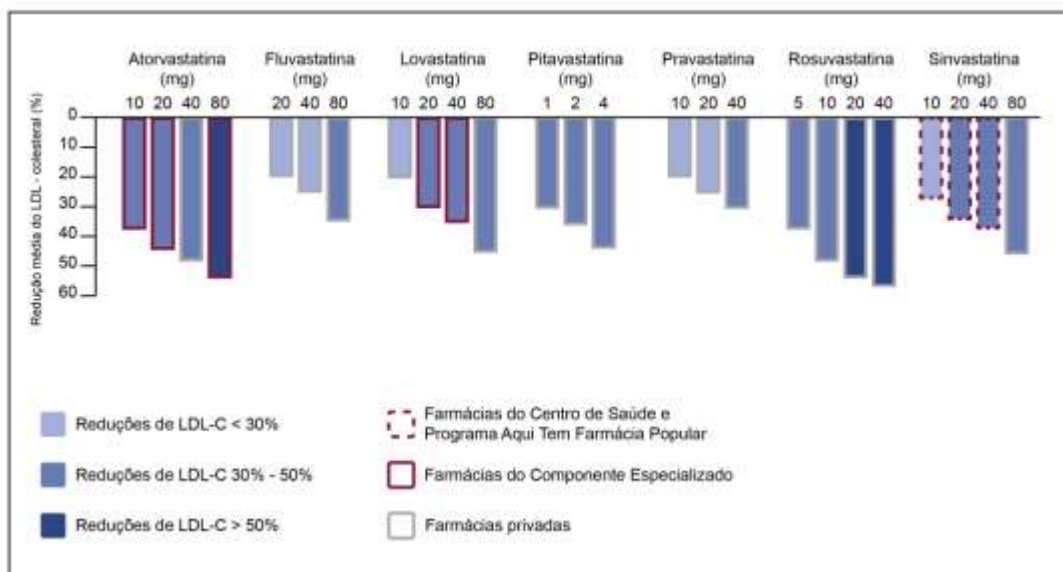 Atorvastatina Fluvastatina Lovastatina Pitavastatina Pravastatina Rosuvastatina Sinvastatina
(mg) (mg) (mg) (mg) (mg) (mg) (mg)
10 20 40 80 20 40 80 10 20 40 80 1 2 4 10 20 40 5 10 20 40 10 20 40 80
Redução média do LDL - colesteral (%)
0
10
20
30
40
50
60
Reduções de LDL-C < 30%
Reduções de LDL-C 30% - 50%
Reduções de LDL-C > 50%
Farmácias do Centro de Saúde e
Programa Aqui Tem Farmácia Popular
Farmácias do Componente Especializado
Farmácias privadas